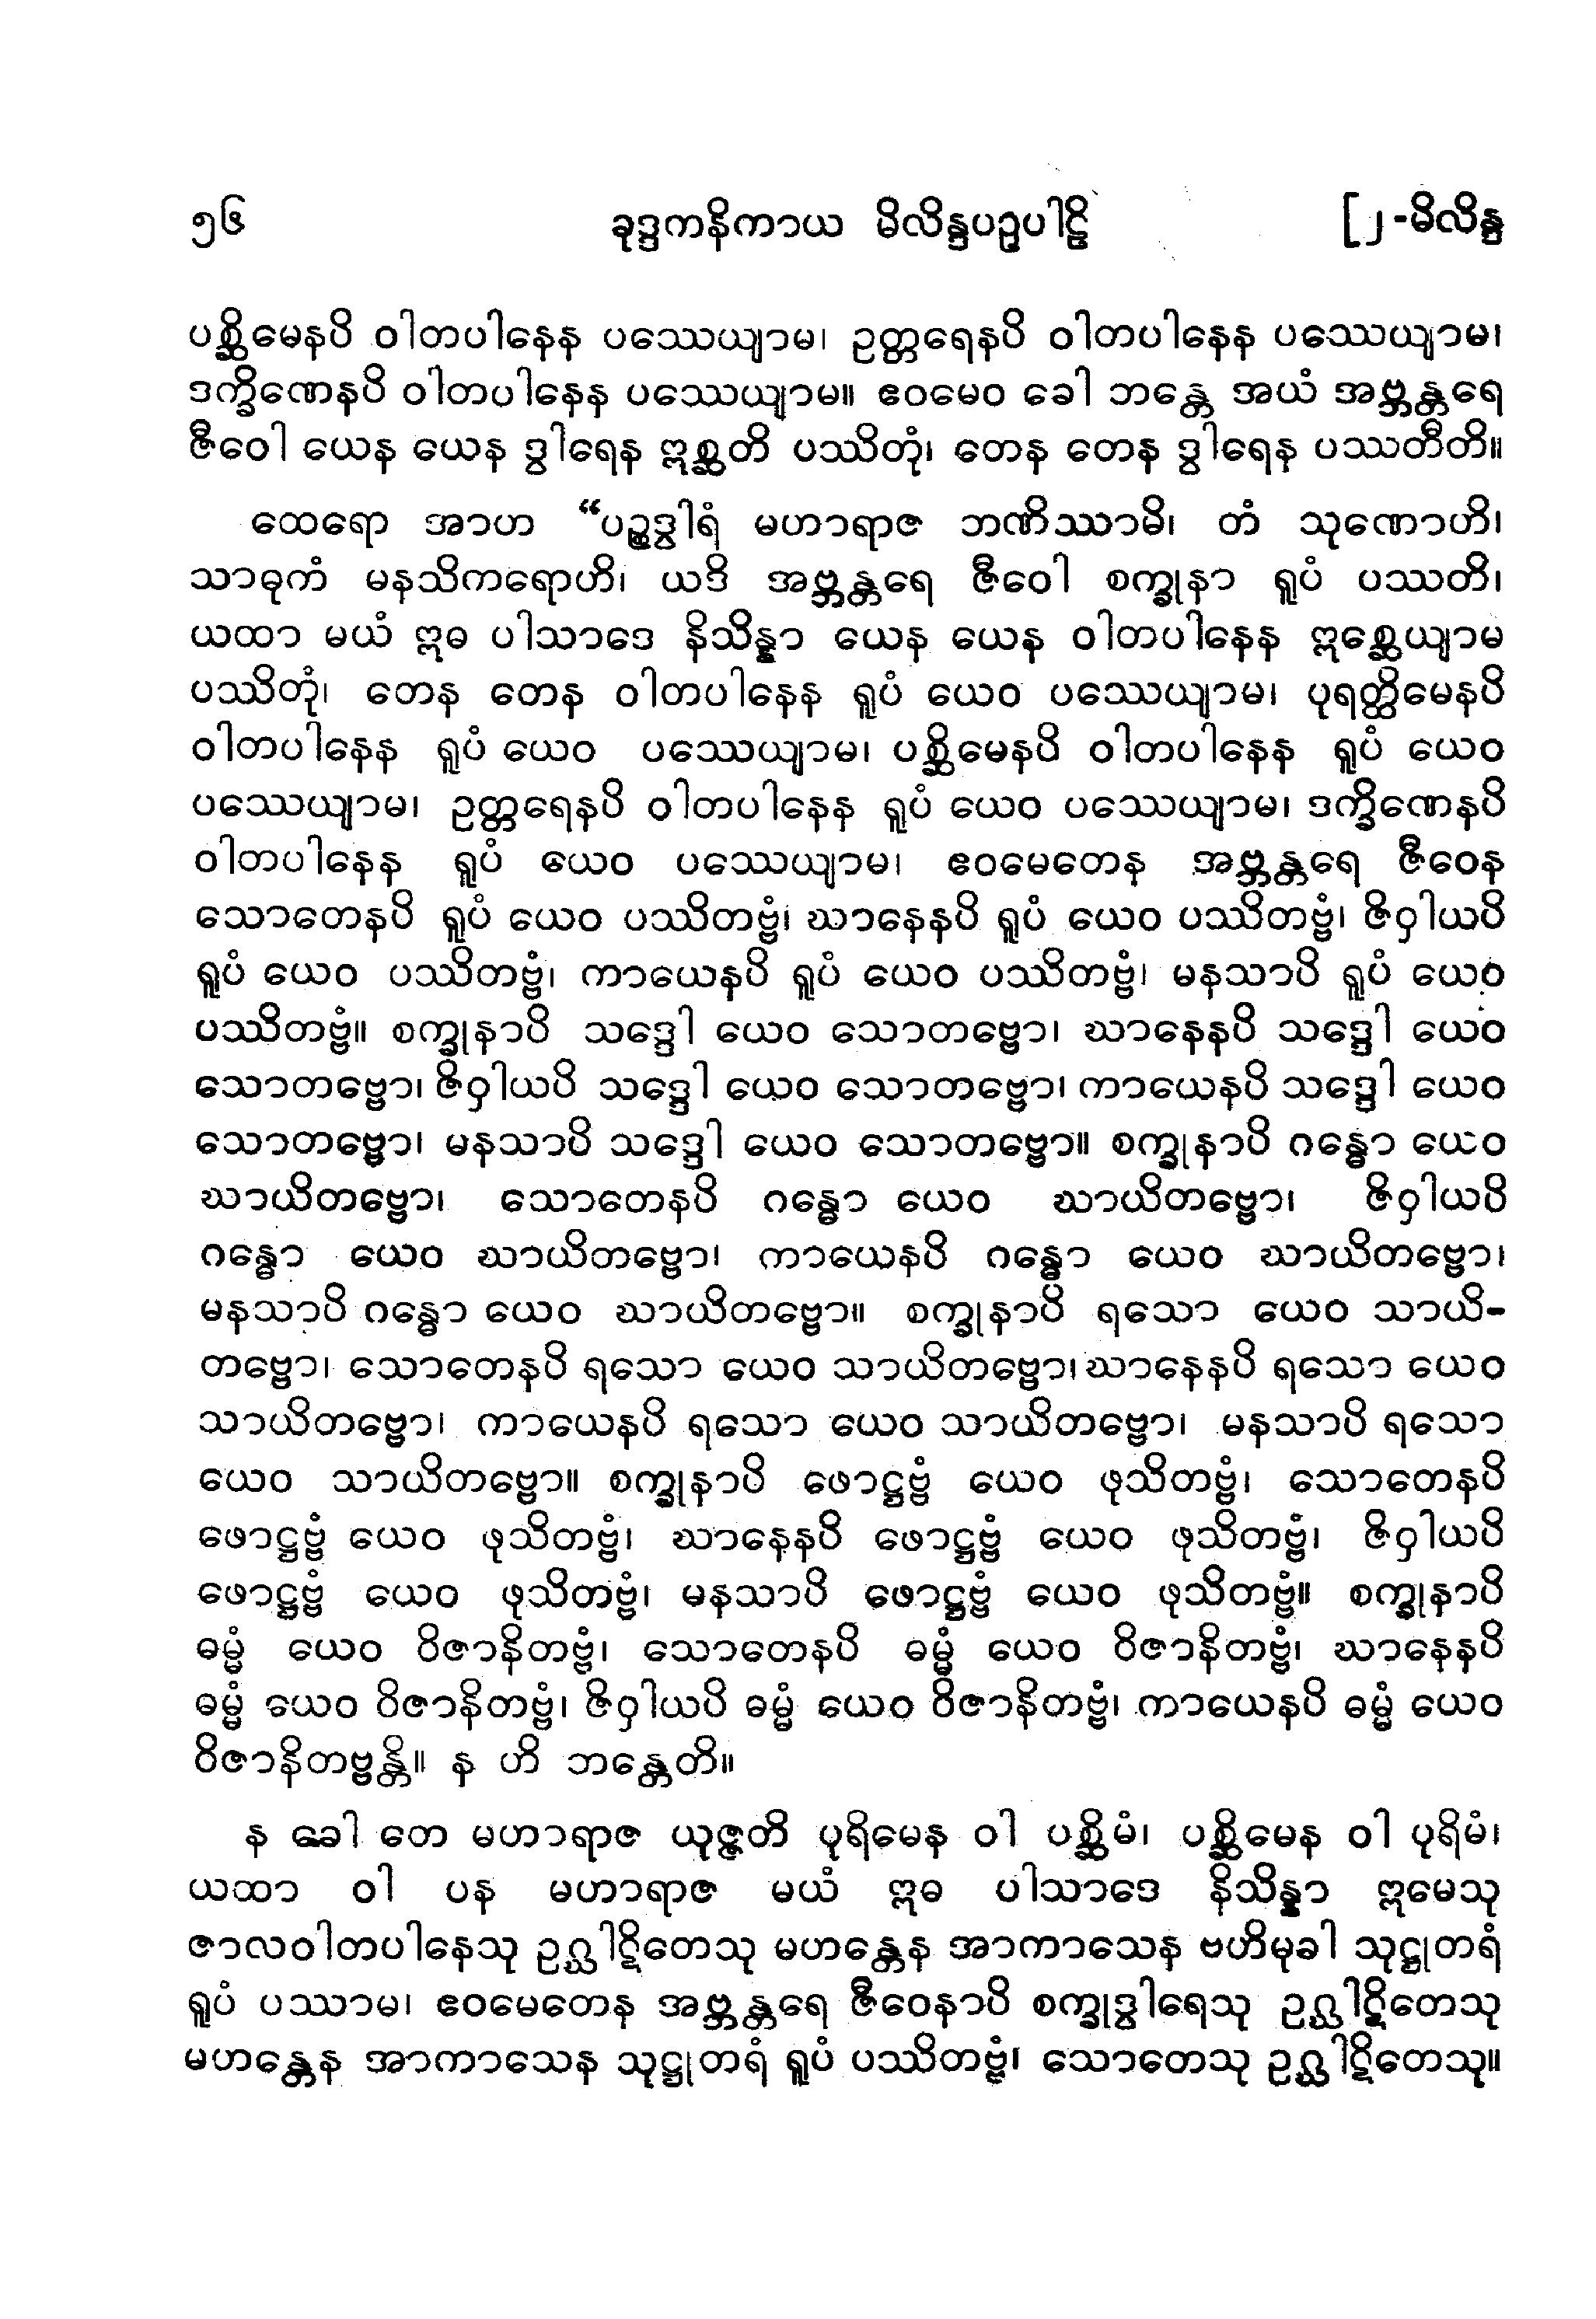 ၅၆ ခုဒ္ဒကနိကာယ မိလိန္ဒပဉှပါဠိ [၂-မိလိန္ဒ
ပစ္ဆိမေနပိ ဝါတပါနေန ပဿေယျာမ၊ ဥတ္တရေနပိ ဝါတပါနေန ပဿေယျာမ၊
ဒက္ခိဏေနပိ ဝါတပါနေန ပဿေယျာမ။ ဧဝမေဝ ခေါ ဘန္တေ အယံ အဗ္ဘန္တရေ
ဇီဝေါ ယေန ယေန ဒွါရေန ဣစ္ဆတိ ပဿိတုံ၊ တေန တေန ဒွါရေန ပဿတီတိ။
ထေရော အာဟ “ပဉ္စဒွါရံ မဟာရာဇ ဘဏိဿာမိ၊ တံ သုဏောဟိ၊
သာဓုကံ မနသိကရောဟိ၊ ယဒိ အဗ္ဘန္တရေ ဇီဝေါ စက္ခုနာ ရူပံ ပဿတိ၊
ယထာ မယံ ဣဓ ပါသာဒေ နိသိန္နာ ယေန ယေန ဝါတပါနေန ဣစ္ဆေယျာမ
ပဿိတုံ၊ တေန တေန ဝါတပါနေန ရူပံ ယေဝ ပဿေယျာမ၊ ပုရတ္ထိမေနပိ
ဝါတပါနေန ရူပံ ယေဝ ပဿေယျာမ၊ ပစ္ဆိမေနပိ ဝါတပါနေန ရူပံ ယေဝ
ပဿေယျာမ၊ ဥတ္တရေနပိ ဝါတပါနေန ရူပံ ယေဝ ပဿေယျာမ၊ ဒက္ခိဏေနပိ
ဝါတပါနေန ရူပံ ယေဝ ပဿေယျာမ၊ ဧဝမေတေန အဗ္ဘန္တရေ ဇီဝေန
သောတေနပိ ရူပံ ယေဝ ပဿိတဗ္ဗံ၊ ဃာနေနပိ ရူပံ ယေဝ ပဿိတဗ္ဗံ၊ ဇိဝှါယပိ
ရူပံ ယေဝ ပဿိတဗ္ဗံ၊ ကာယေနပိ ရူပံ ယေဝ ပဿိတဗ္ဗံ၊ မနသာပိ ရူပံ ယေဝ
ပဿိတဗ္ဗံ။ စက္ခုနာပိ သဒ္ဒေါ ယေဝ သောတဗ္ဗော၊ ဃာနေနပိ သဒ္ဒေါ ယေဝ
သောတဗ္ဗော၊ ဇိဝှါယပိ သဒ္ဒေါ ယေဝ သောတဗ္ဗော၊ ကာယေနပိ သဒ္ဒေါ ယေဝ
သောတဗ္ဗော၊ မနသာပိ သဒ္ဒေါ ယေဝ သောတဗ္ဗော။ စက္ခုနာပိ ဂန္ဓော ယေဝ
ဃာယိတဗ္ဗော၊ သောတေနပိ ဂန္ဓော ယေဝ ဃာယိတဗ္ဗော၊ ဇိဝှါယပိ
ဂန္ဓော ယေဝ ဃာယိတဗ္ဗော၊ ကာယေနပိ ဂန္ဓော ယေဝ ဃာယိတဗ္ဗော၊
မနသာပိ ဂန္ဓော ယေဝ ဃာယိတဗ္ဗော။ စက္ခုနာပိ ရသော ယေဝ သာယိ-
တဗ္ဗော၊ သောတေနပိ ရသော ယေဝ သာယိတဗ္ဗော၊ ဃာနေနပိ ရသော ယေဝ
သာယိတဗ္ဗော၊ ကာယေနပိ ရသော ယေဝ သာယိတဗ္ဗော၊ မနသာပိ ရသော
ယေဝ သာယိတဗ္ဗော။ စက္ခုနာပိ ဖောဋ္ဌဗ္ဗံ ယေဝ ဖုသိတဗ္ဗံ၊ သောတေနပိ
ဖောဋ္ဌဗ္ဗံ ယေဝ ဖုသိတဗ္ဗံ၊ ဃာနေနပိ ဖောဋ္ဌဗ္ဗံ ယေဝ ဖုသိတဗ္ဗံ၊ ဇိဝှါယပိ
ဖောဋ္ဌဗ္ဗံ ယေဝ ဖုသိတဗ္ဗံ၊ မနသာပိ ဖောဋ္ဌဗ္ဗံ ယေဝ ဖုသိတဗ္ဗံ။ စက္ခုနာပိ
ဓမ္မံ ယေဝ ဝိဇာနိတဗ္ဗံ၊ သောတေနပိ ဓမ္မံ ယေဝ ဝိဇာနိတဗ္ဗံ၊ ဃာနေနပိ
ဓမ္မံ ယေဝ ဝိဇာနိတဗ္ဗံ၊ ဇိဝှါယပိ ဓမ္မံ ယေဝ ဝိဇာနိတဗ္ဗံ၊ ကာယေနပိ ဓမ္မံ ယေဝ
ဝိဇာနိတဗ္ဗန္တိ။ န ဟိ ဘန္တေတိ။
န ခေါ တေ မဟာရာဇ ယုဇ္ဇတိ ပုရိမေန ဝါ ပစ္ဆိမံ၊ ပစ္ဆိမေန ဝါ ပုရိမံ၊
ယထာ ဝါ ပန မဟာရာဇ မယံ ဣဓ ပါသာဒေ နိသိန္နာ ဣမေသု
ဇာလဝါတပါနေသု ဥဂ္ဃါဋိတေသု မဟန္တေန အာကာသေန ဗဟိမုခါ သုဋ္ဌုတရံ
ရူပံ ပဿာမ၊ ဧဝမေတေန အဗ္ဘန္တရေ ဇီဝေနာပိ စက္ခုဒွါရေသု ဥဂ္ဃါဋိတေသု
မဟန္တေန အာကာသေန သုဋ္ဌုတရံ ရူပံ ပဿိတဗ္ဗံ၊ သောတေသု ဥဂ္ဃါဋိတေသု။